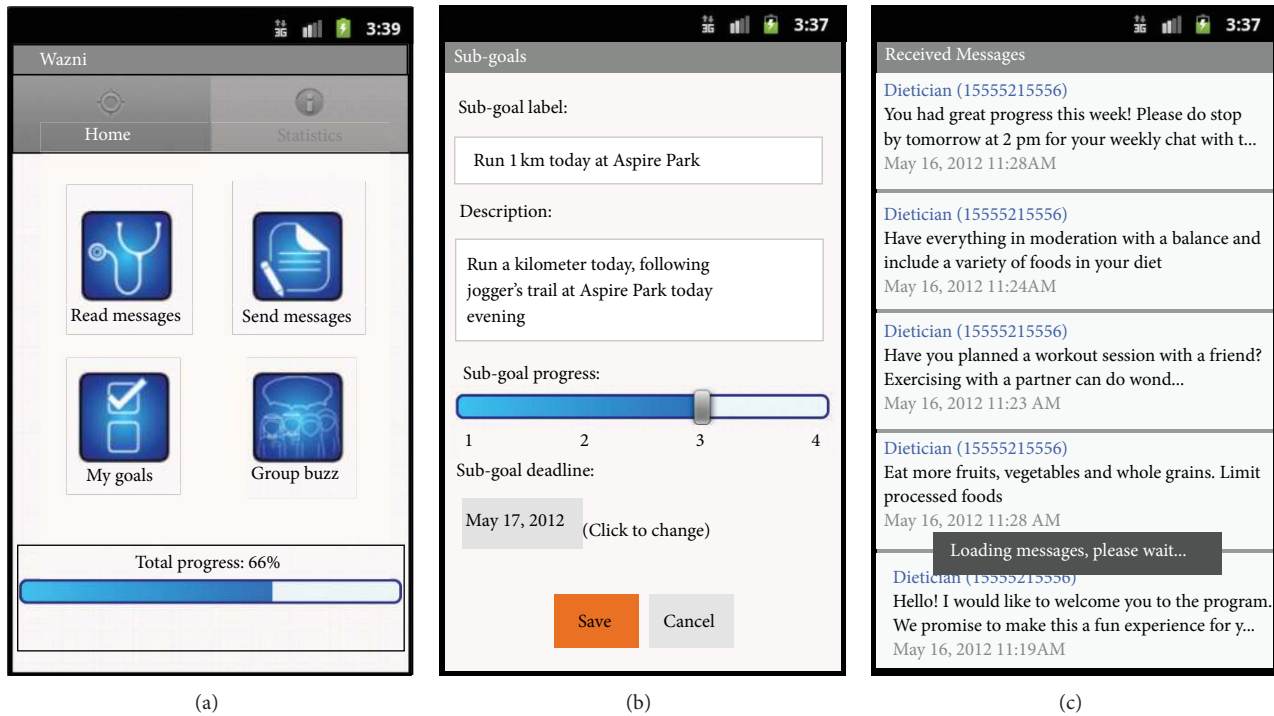 3G 3:39
Wazni
Home Statistics
Read messages Send messages
My goals Group buzz
Total progress: 66%
(a)
3G 3:37
Sub-goals
Sub-goal label:
Run 1 km today at Aspire Park
Description:
Run a kilometer today, following
jogger's trail at Aspire Park today
evening
Sub-goal progress:
1 2 3 4
Sub-goal deadline:
May 17, 2012 (Click to change)
Save Cancel
(b)
3G 3:37
Received Messages
Dietician (15555215556)
You had great progress this week! Please do stop
by tomorrow at 2 pm for your weekly chat with t...
May 16, 2012 11:28AM
Dietician (15555215556)
Have everything in moderation with a balance and
include a variety of foods in your diet
May 16, 2012 11:24AM
Dietician (15555215556)
Have you planned a workout session with a friend?
Exercising with a partner can do wond...
May 16, 2012 11:23 AM
Dietician (15555215556)
Eat more fruits, vegetables and whole grains. Limit
processed foods
May 16, 2012 11:28 AM
Loading messages, please wait...
Dietician (15555215556)
Hello! I would like to welcome you to the program.
We promise to make this a fun experience for y...
May 16, 2012 11:19AM
(c)